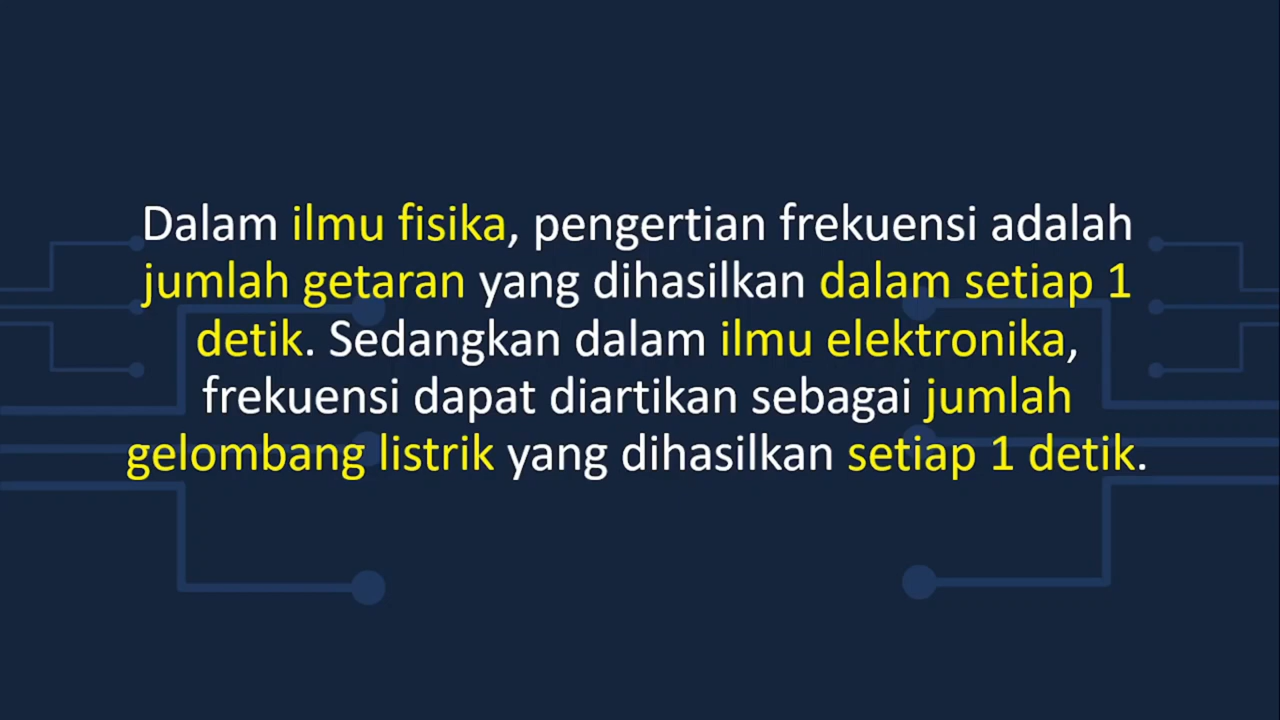 Dalam ilmu fisika, pengertian frekuensi adalah
jumlah getaran yang dihasilkan dalam setiap 1
detik. Sedangkan dalam ilmu elektronika,
frekuensi dapat diartikan sebagai jumlah
gelombang listrik yang dihasilkan setiap 1 detik.